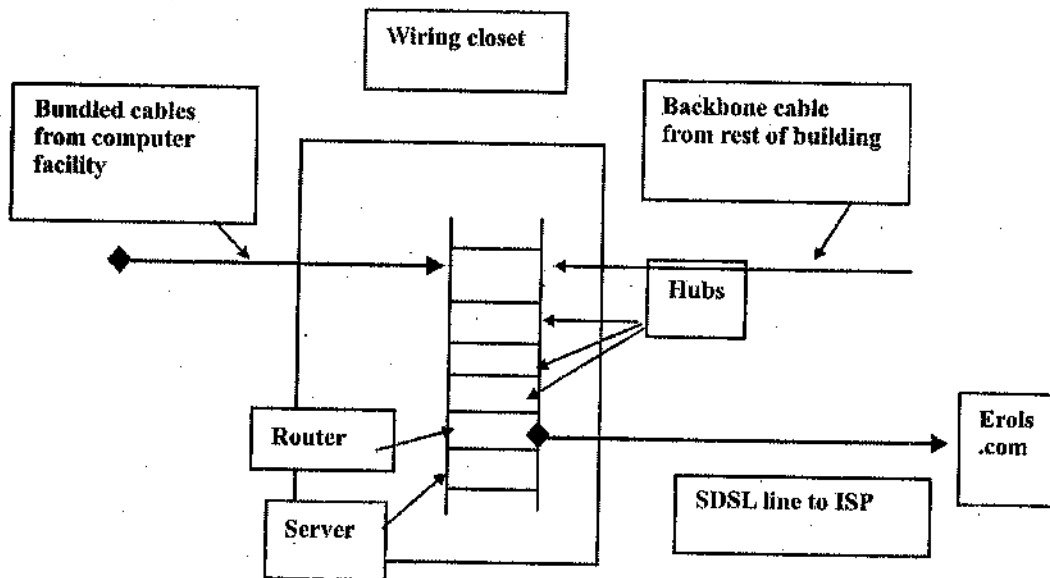 Wiring closet
Bundled cables
from computer
facility
Backbone cable
from rest of building
Hubs
Router
Erols
.com
SDSL line to ISP
Server